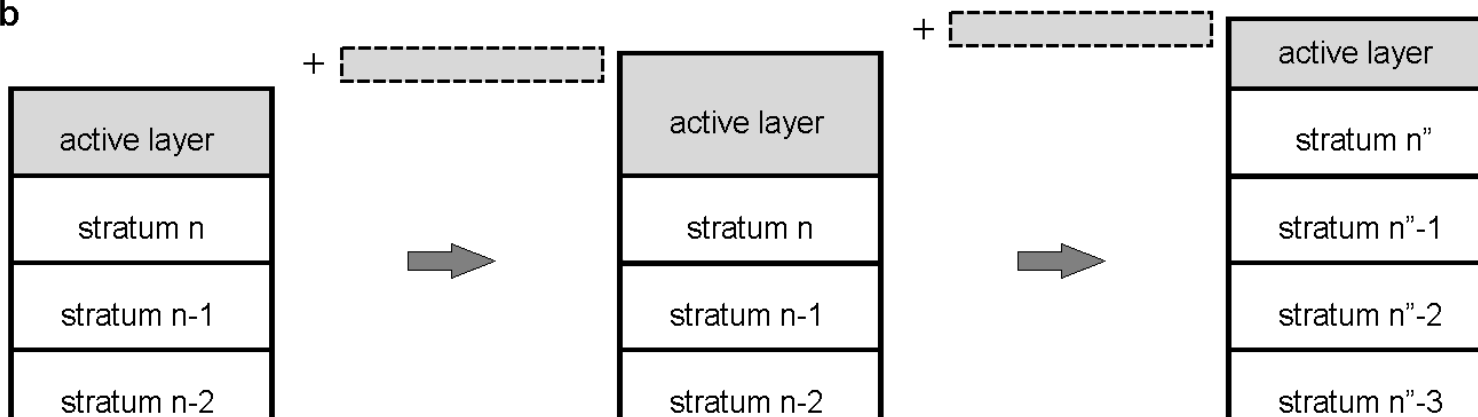 b
+
active layer
stratum n
stratum n-1
stratum n-2
+
active layer
stratum n
stratum n-1
stratum n-2
active layer
stratum n”
stratum n”-1
stratum n”-2
stratum n”-3